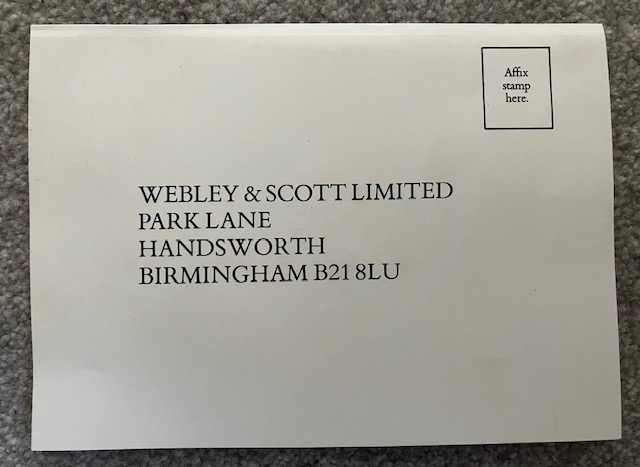 Affix
stamp
here.
WEBLEY & SCOTT LIMITED
PARK LANE
HANDSWORTH
BIRMINGHAM B21 8LU